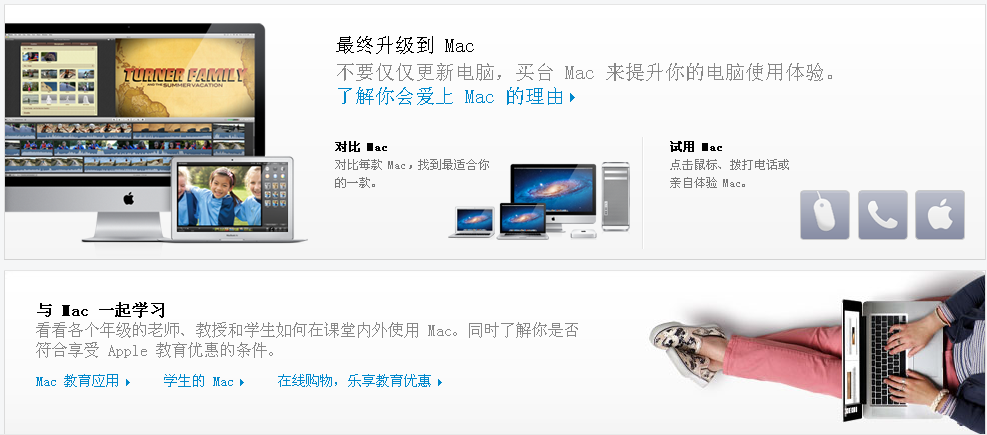 最终升级到 Mac
不要仅仅更新电脑，买台 Mac 来提升你的电脑使用体验。
了解你会爱上 Mac 的理由
TURNER FAMILY
AND THE SUMMER VACATION
对比 Mac
对比每款 Mac，找到最适合你
的一款。
试用 Mac
点击鼠标、拨打电话或
亲自体验 Mac。
与 Mac 一起学习
看看各个年级的老师、教授和学生如何在课堂内外使用 Mac。同时了解你是否
符合享受 Apple 教育优惠的条件。
Mac 教育应用
学生的 Mac
在线购物，乐享教育优惠